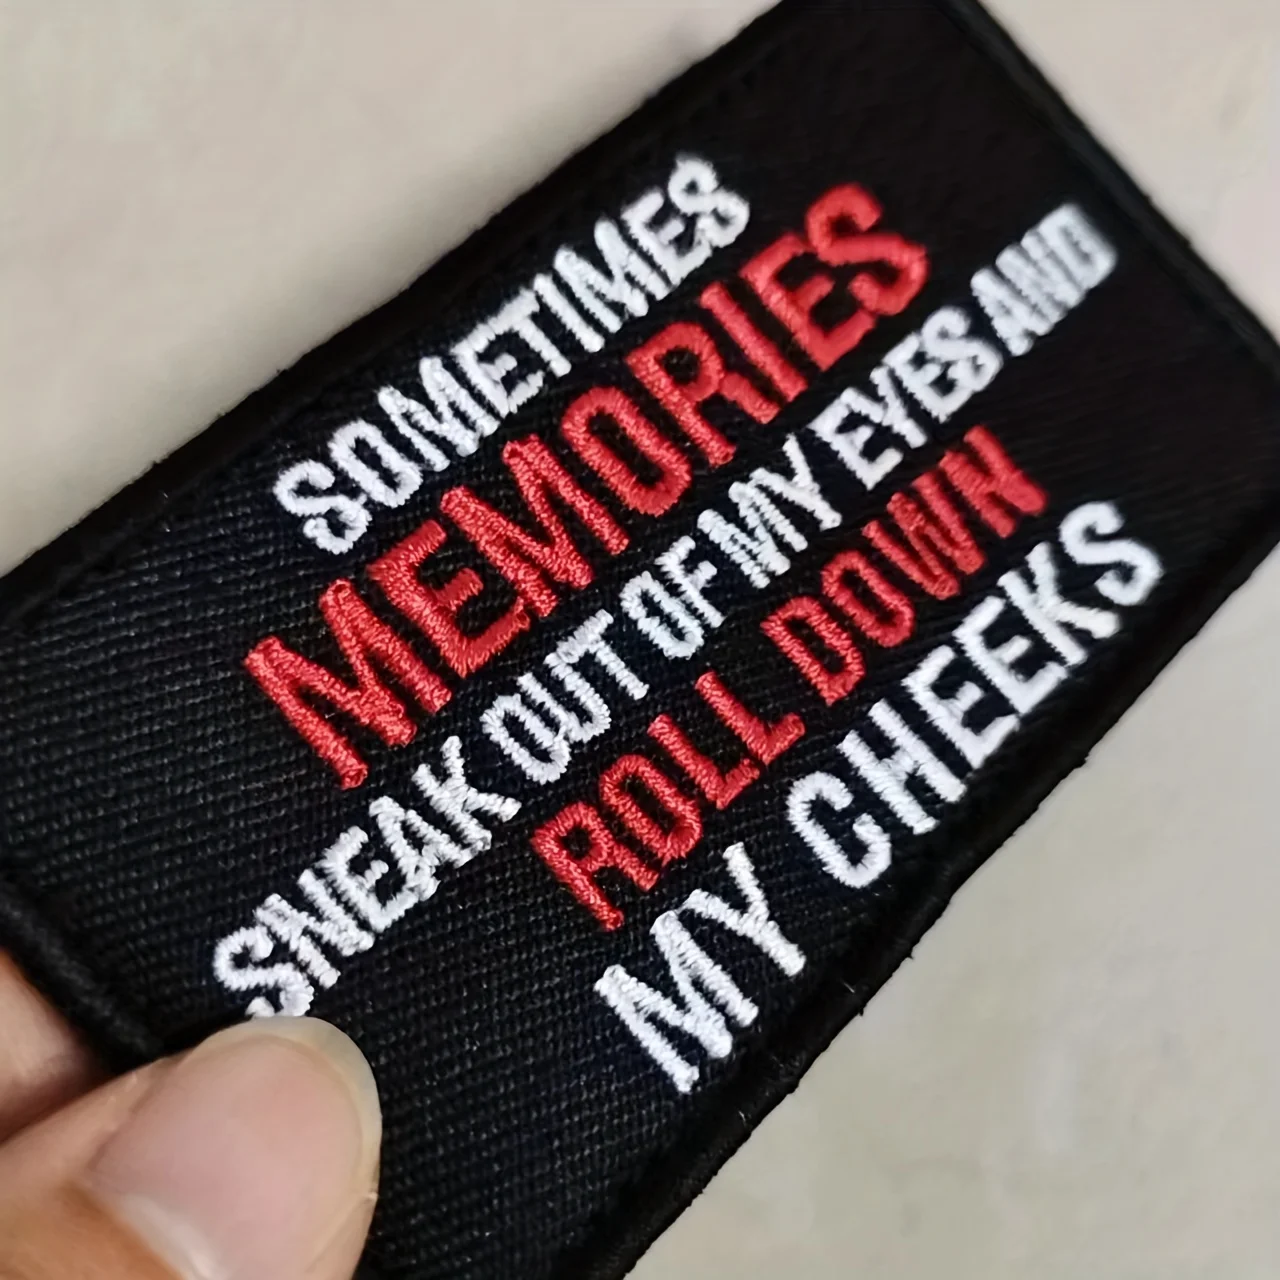 SOMETIMES
MEMORIES
SNEAK OUT OF MY EYES AND
ROLL DOWN
MY CHEEKS